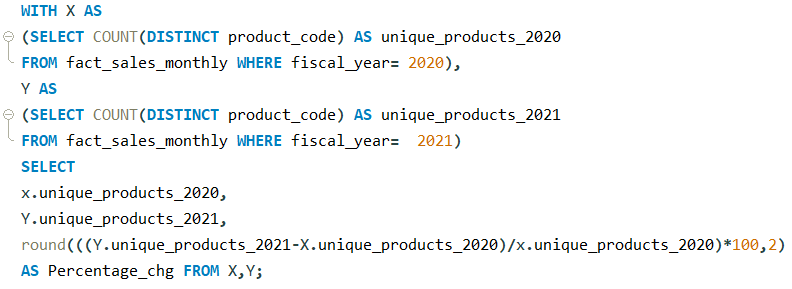 WITH X AS
(SELECT COUNT(DISTINCT product_code) AS unique_products_2020
FROM fact_sales_monthly WHERE fiscal_year= 2020),
Y AS
(SELECT COUNT(DISTINCT product_code) AS unique_products_2021
FROM fact_sales_monthly WHERE fiscal_year=  2021)
SELECT
x.unique_products_2020,
Y.unique_products_2021,
round(((Y.unique_products_2021-X.unique_products_2020)/x.unique_products_2020)*100,2)
AS Percentage_chg FROM X,Y;